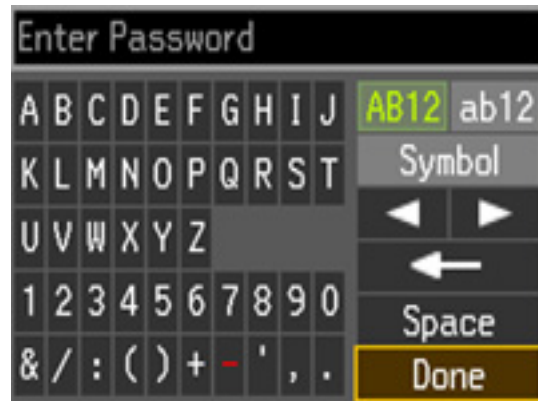 Enter Password
A B C D E F G H I J
AB12 ab12
K L M N O P Q R S T
Symbol
U V W X Y Z
1 2 3 4 5 6 7 8 9 0
Space
& / : ( ) + - ' , .
Done